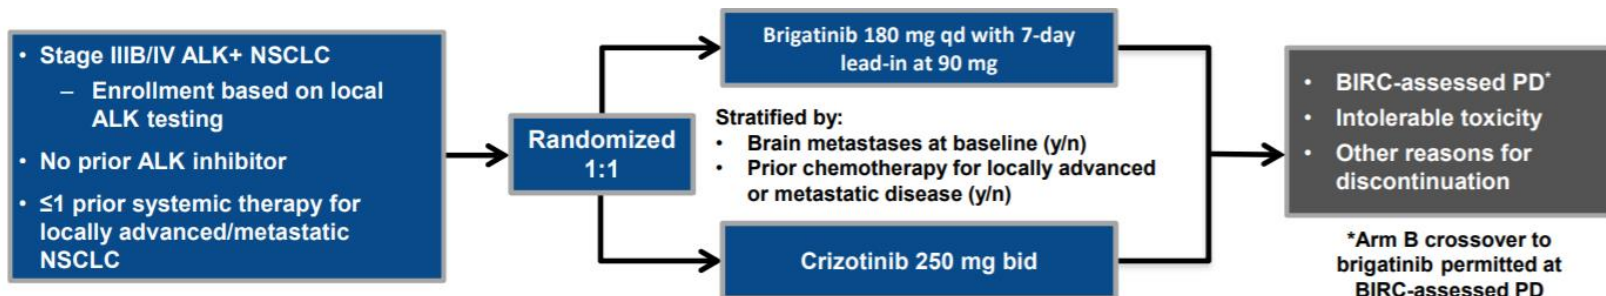 • Stage IIIB/IV ALK+ NSCLC
– Enrollment based on local
ALK testing
• No prior ALK inhibitor
• ≤1 prior systemic therapy for
locally advanced/metastatic
NSCLC
Randomized
1:1
Brigatinib 180 mg qd with 7-day
lead-in at 90 mg
Stratified by:
• Brain metastases at baseline (y/n)
• Prior chemotherapy for locally advanced
or metastatic disease (y/n)
Crizotinib 250 mg bid
• BIRC-assessed PD*
• Intolerable toxicity
• Other reasons for
discontinuation
*Arm B crossover to
brigatinib permitted at
BIRC-assessed PD